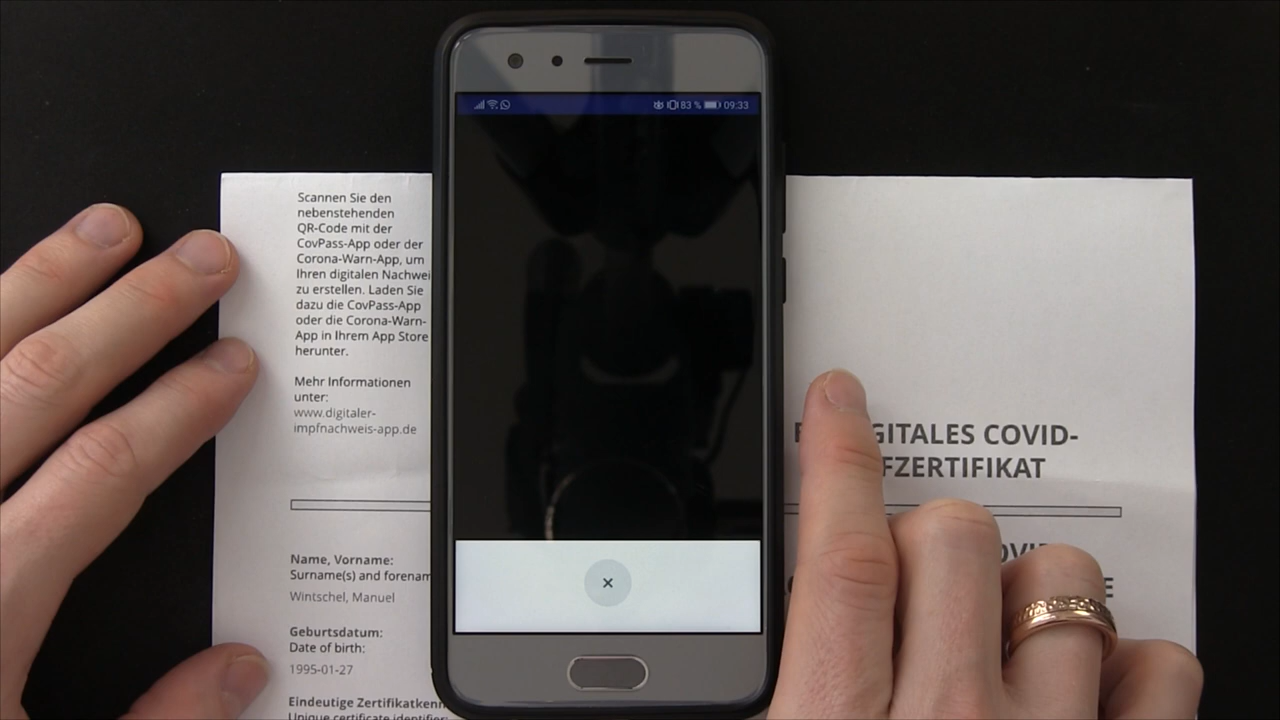 83 % 09:33
Scannen Sie den
nebenstehenden
QR-Code mit der
CovPass-App oder der
Corona-Warn-App, um
Ihren digitalen Nachwei
zu erstellen. Laden Sie
dazu die CovPass-App
oder die Corona-Warn-
App in Ihrem App Store
herunter.
Mehr Informationen
unter:
www.digitaler-
impfnachweis-app.de
GITALES COVID-
FZERTIFIKAT
Name, Vorname:
Surname(s) and forenam
Wintschel, Manuel
Geburtsdatum:
Date of birth:
1995-01-27
Eindeutige Zertifikatkenn
Unique certificate identifier: